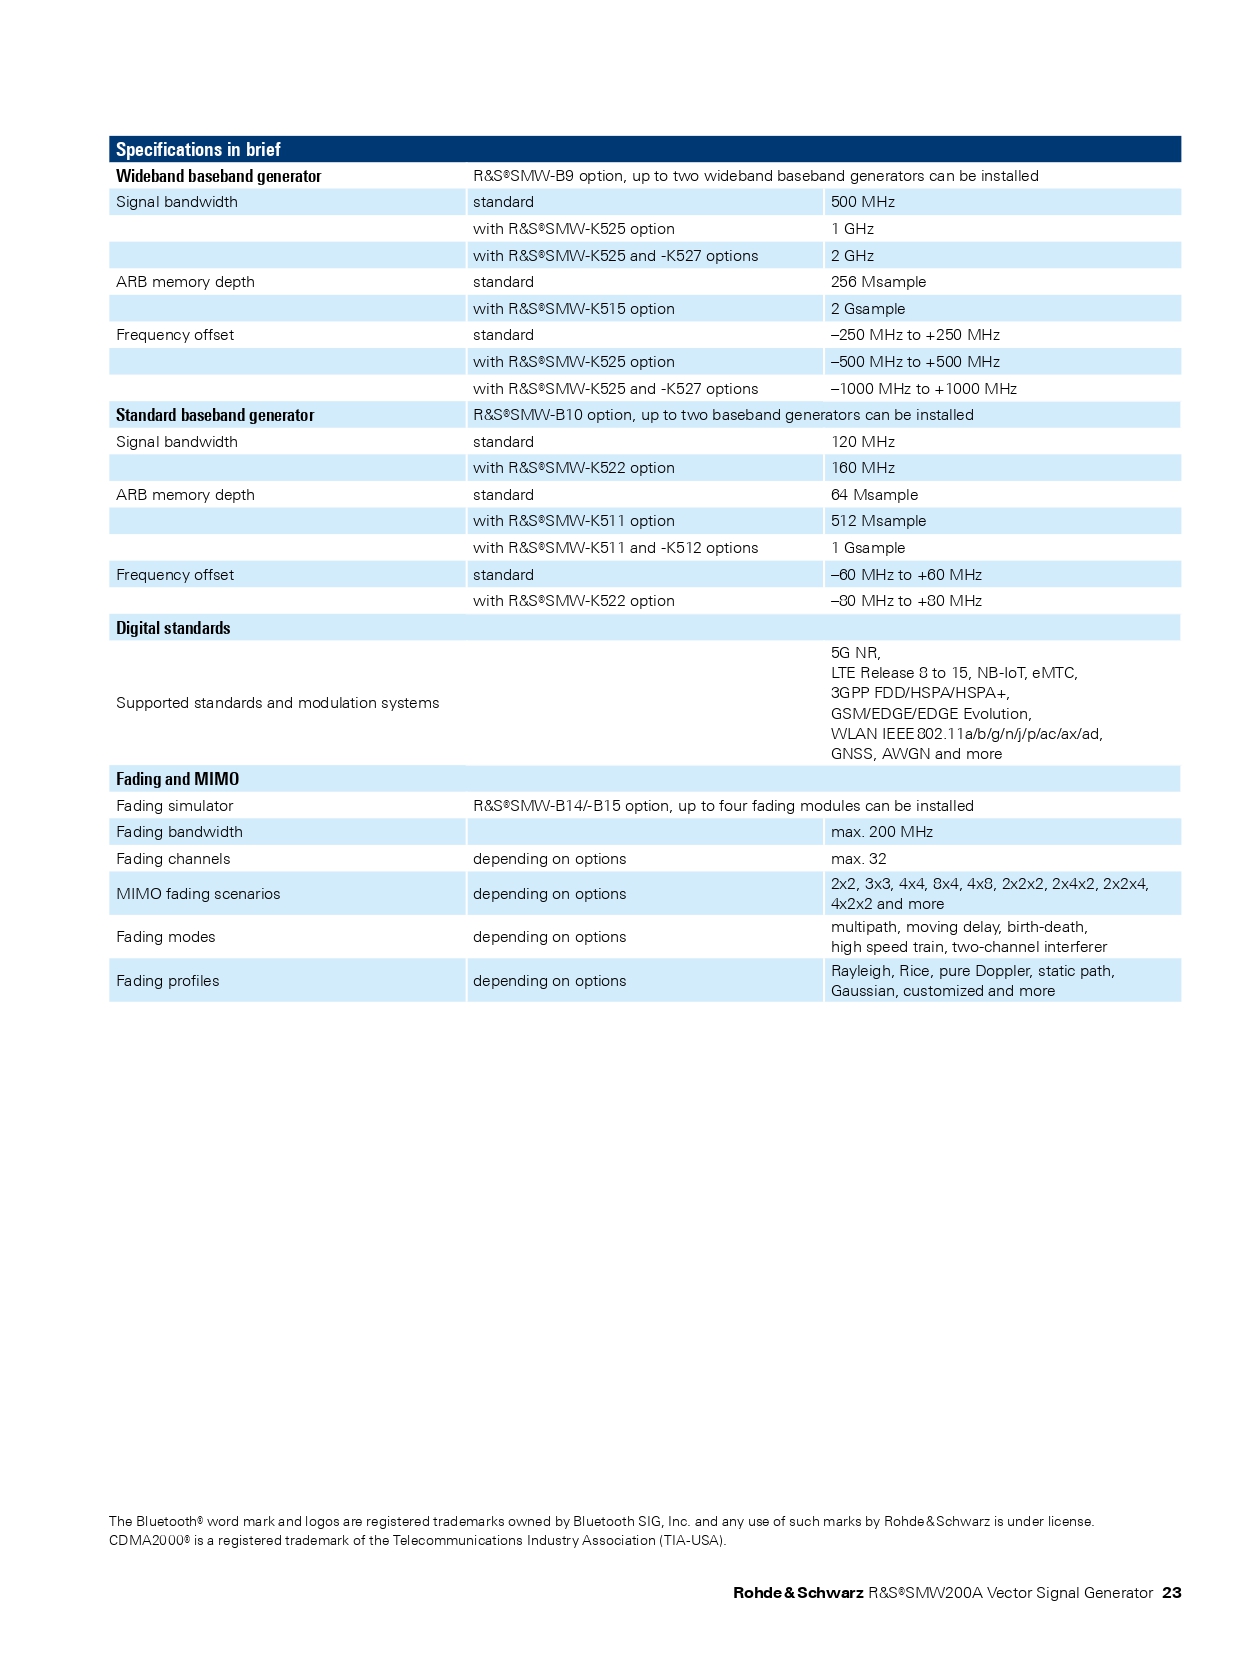 Specifications in brief
Wideband baseband generator R&S®SMW-B9 option, up to two wideband baseband generators can be installed
Signal bandwidth standard 500 MHz
with R&S®SMW-K525 option 1 GHz
with R&S®SMW-K525 and -K527 options 2 GHz
ARB memory depth standard 256 Msample
with R&S®SMW-K515 option 2 Gsample
Frequency offset standard –250 MHz to +250 MHz
with R&S®SMW-K525 option –500 MHz to +500 MHz
with R&S®SMW-K525 and -K527 options –1000 MHz to +1000 MHz
Standard baseband generator R&S®SMW-B10 option, up to two baseband generators can be installed
Signal bandwidth standard 120 MHz
with R&S®SMW-K522 option 160 MHz
ARB memory depth standard 64 Msample
with R&S®SMW-K511 option 512 Msample
with R&S®SMW-K511 and -K512 options 1 Gsample
Frequency offset standard –60 MHz to +60 MHz
with R&S®SMW-K522 option –80 MHz to +80 MHz
Digital standards
Supported standards and modulation systems
5G NR,
LTE Release 8 to 15, NB-IoT, eMTC,
3GPP FDD/HSPA/HSPA+,
GSM/EDGE/EDGE Evolution,
WLAN IEEE 802.11a/b/g/n/j/p/ac/ax/ad,
GNSS, AWGN and more
Fading and MIMO
Fading simulator R&S®SMW-B14/-B15 option, up to four fading modules can be installed
Fading bandwidth max. 200 MHz
Fading channels depending on options max. 32
MIMO fading scenarios depending on options 2x2, 3x3, 4x4, 8x4, 4x8, 2x2x2, 2x4x2, 2x2x4,
4x2x2 and more
Fading modes depending on options multipath, moving delay, birth-death,
high speed train, two-channel interferer
Fading profiles depending on options Rayleigh, Rice, pure Doppler, static path,
Gaussian, customized and more
The Bluetooth® word mark and logos are registered trademarks owned by Bluetooth SIG, Inc. and any use of such marks by Rohde & Schwarz is under license.
CDMA2000® is a registered trademark of the Telecommunications Industry Association (TIA-USA).
Rohde & Schwarz R&S®SMW200A Vector Signal Generator 23